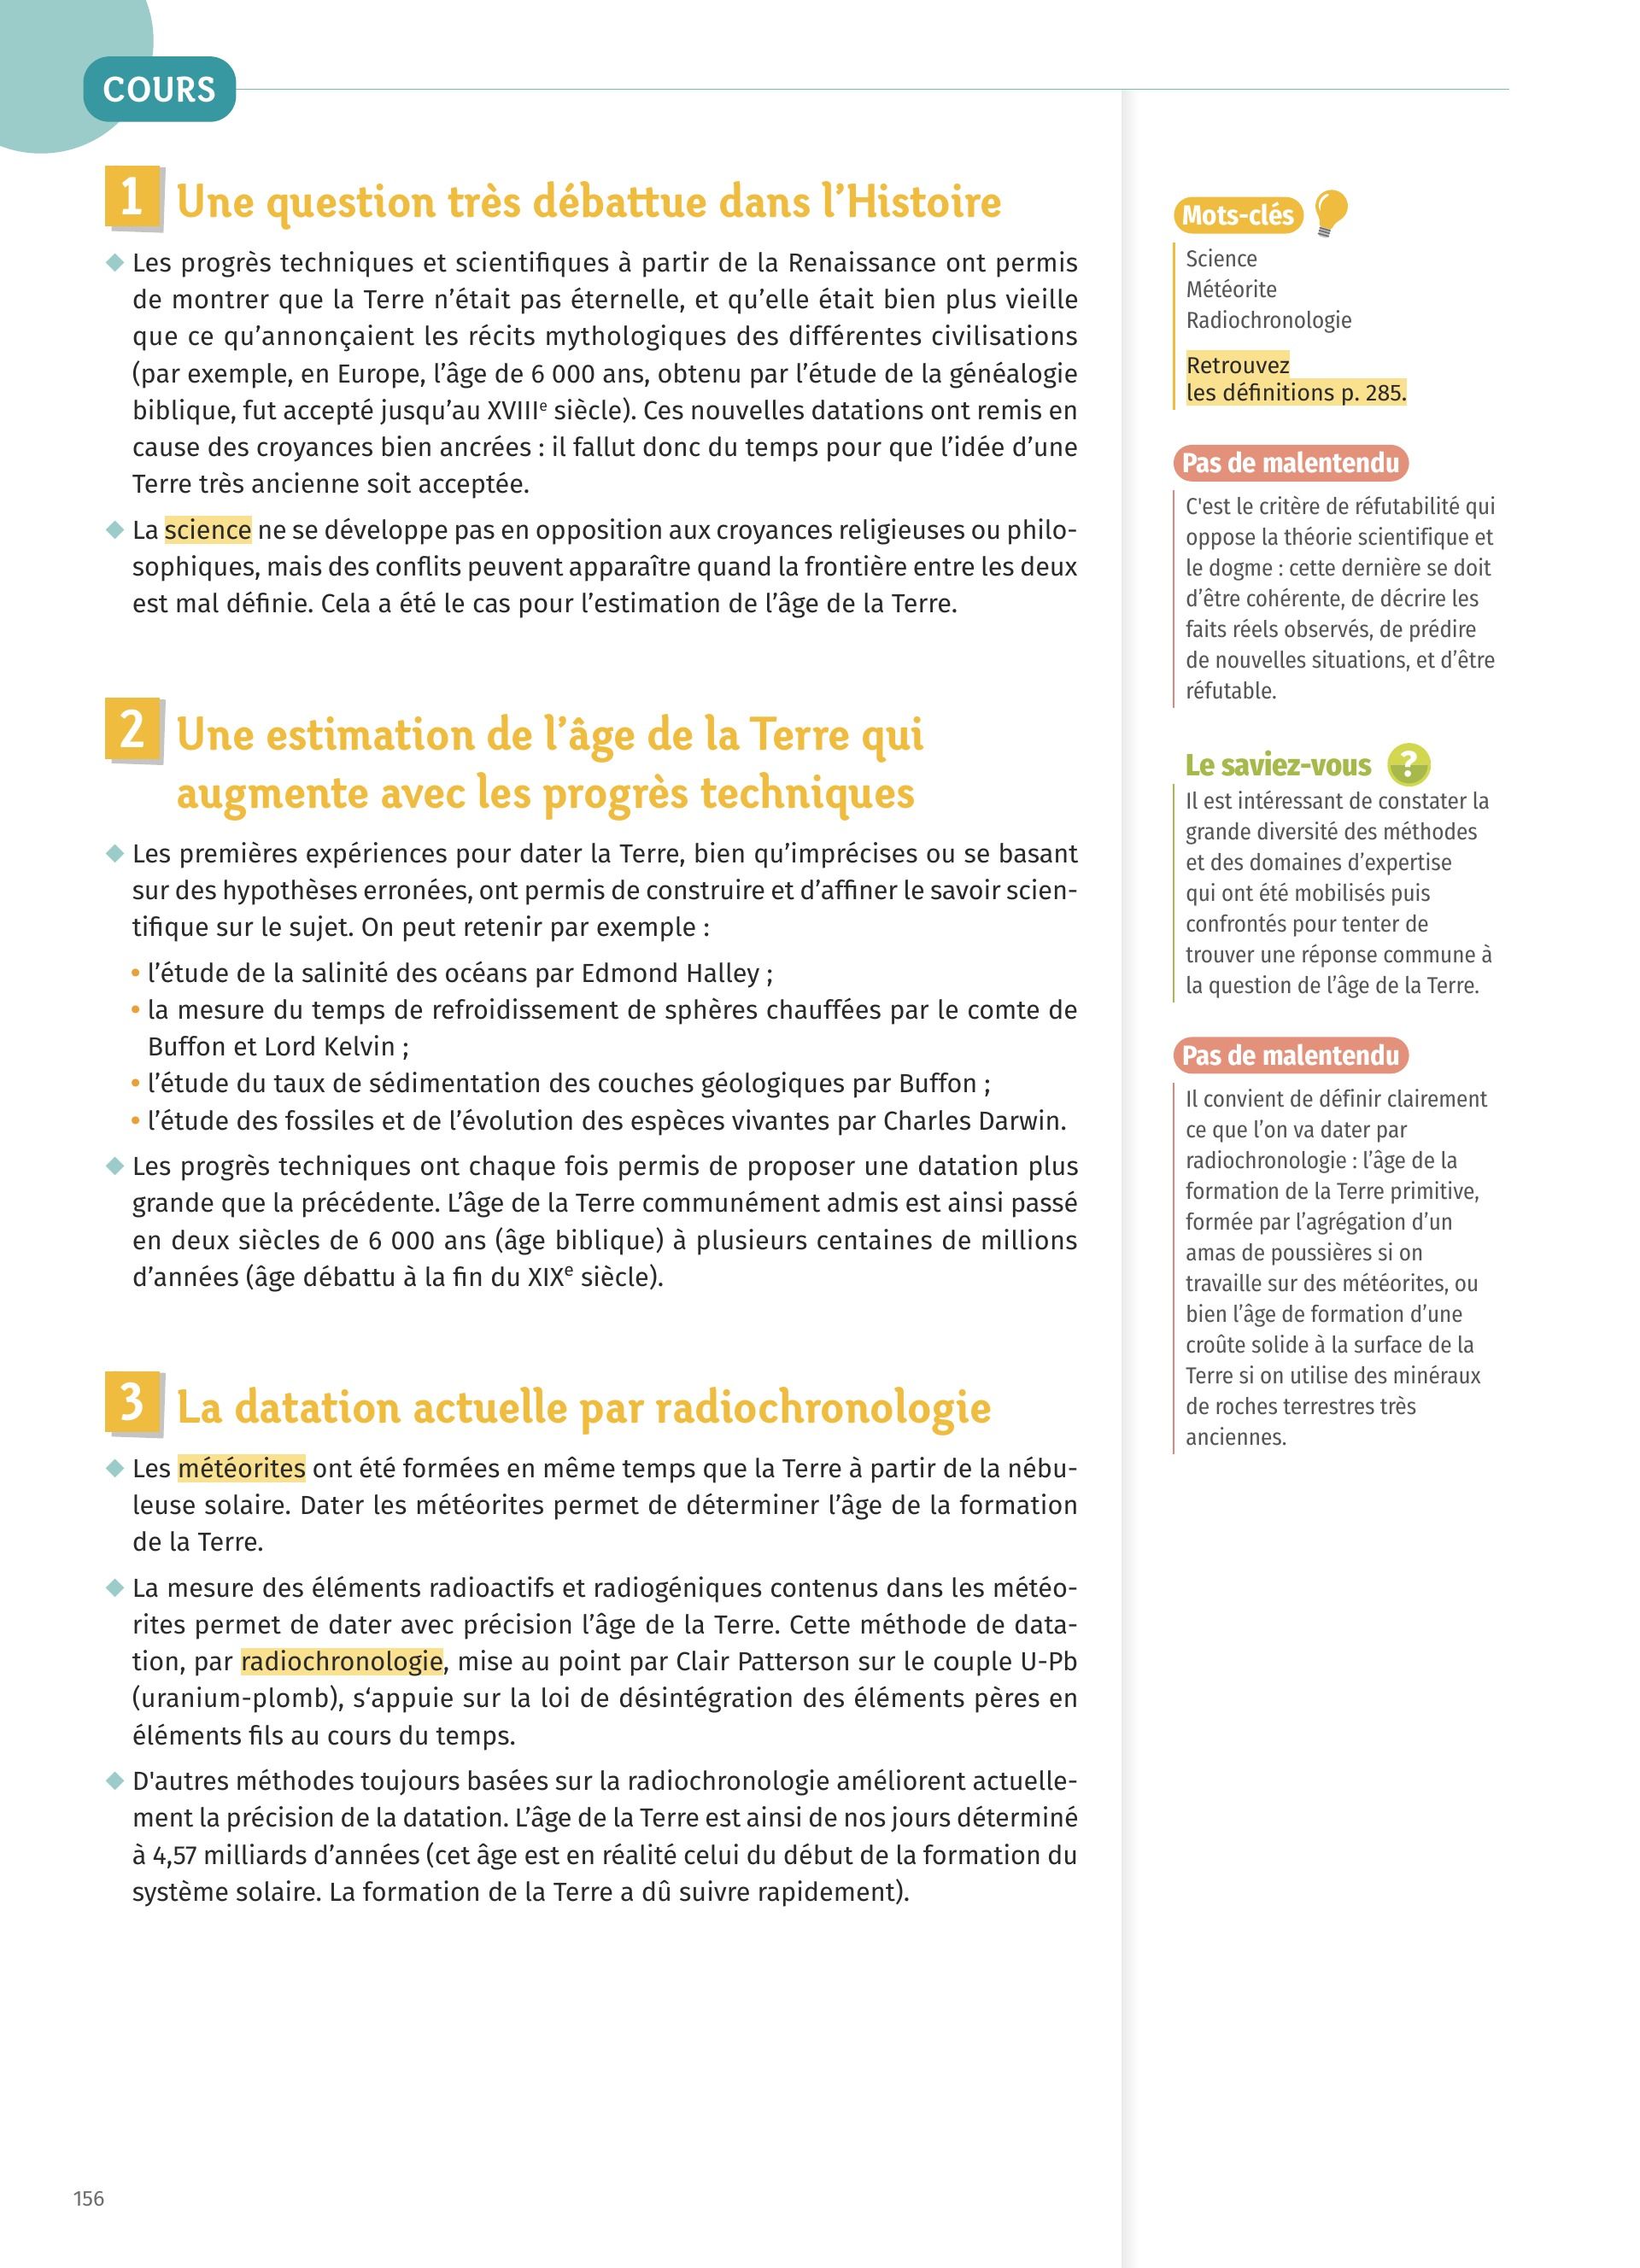 COURS
1 Une question très débattue dans l’Histoire
◆ Les progrès techniques et scientifiques à partir de la Renaissance ont permis
de montrer que la Terre n’était pas éternelle, et qu’elle était bien plus vieille
que ce qu’annonçaient les récits mythologiques des différentes civilisations
(par exemple, en Europe, l’âge de 6 000 ans, obtenu par l’étude de la généalogie
biblique, fut accepté jusqu’au XVIIIe siècle). Ces nouvelles datations ont remis en
cause des croyances bien ancrées : il fallut donc du temps pour que l’idée d’une
Terre très ancienne soit acceptée.
◆ La science ne se développe pas en opposition aux croyances religieuses ou philo-
sophiques, mais des conflits peuvent apparaître quand la frontière entre les deux
est mal définie. Cela a été le cas pour l’estimation de l’âge de la Terre.
2 Une estimation de l’âge de la Terre qui
augmente avec les progrès techniques
◆ Les premières expériences pour dater la Terre, bien qu’imprécises ou se basant
sur des hypothèses erronées, ont permis de construire et d’affiner le savoir scien-
tifique sur le sujet. On peut retenir par exemple :
• l’étude de la salinité des océans par Edmond Halley ;
• la mesure du temps de refroidissement de sphères chauffées par le comte de
Buffon et Lord Kelvin ;
• l’étude du taux de sédimentation des couches géologiques par Buffon ;
• l’étude des fossiles et de l’évolution des espèces vivantes par Charles Darwin.
◆ Les progrès techniques ont chaque fois permis de proposer une datation plus
grande que la précédente. L’âge de la Terre communément admis est ainsi passé
en deux siècles de 6 000 ans (âge biblique) à plusieurs centaines de millions
d’années (âge débattu à la fin du XIXe siècle).
3 La datation actuelle par radiochronologie
◆ Les météorites ont été formées en même temps que la Terre à partir de la nébu-
leuse solaire. Dater les météorites permet de déterminer l’âge de la formation
de la Terre.
◆ La mesure des éléments radioactifs et radiogéniques contenus dans les météo-
rites permet de dater avec précision l’âge de la Terre. Cette méthode de data-
tion, par radiochronologie, mise au point par Clair Patterson sur le couple U-Pb
(uranium-plomb), s‘appuie sur la loi de désintégration des éléments pères en
éléments fils au cours du temps.
◆ D'autres méthodes toujours basées sur la radiochronologie améliorent actuelle-
ment la précision de la datation. L’âge de la Terre est ainsi de nos jours déterminé
à 4,57 milliards d’années (cet âge est en réalité celui du début de la formation du
système solaire. La formation de la Terre a dû suivre rapidement).
Mots-clés
Science
Météorite
Radiochronologie
Retrouvez
les définitions p. 285.
Pas de malentendu
C'est le critère de réfutabilité qui
oppose la théorie scientifique et
le dogme : cette dernière se doit
d’être cohérente, de décrire les
faits réels observés, de prédire
de nouvelles situations, et d’être
réfutable.
Le saviez-vous ?
Il est intéressant de constater la
grande diversité des méthodes
et des domaines d’expertise
qui ont été mobilisés puis
confrontés pour tenter de
trouver une réponse commune à
la question de l’âge de la Terre.
Pas de malentendu
Il convient de définir clairement
ce que l’on va dater par
radiochronologie : l’âge de la
formation de la Terre primitive,
formée par l’agrégation d’un
amas de poussières si on
travaille sur des météorites, ou
bien l’âge de formation d’une
croûte solide à la surface de la
Terre si on utilise des minéraux
de roches terrestres très
anciennes.
156